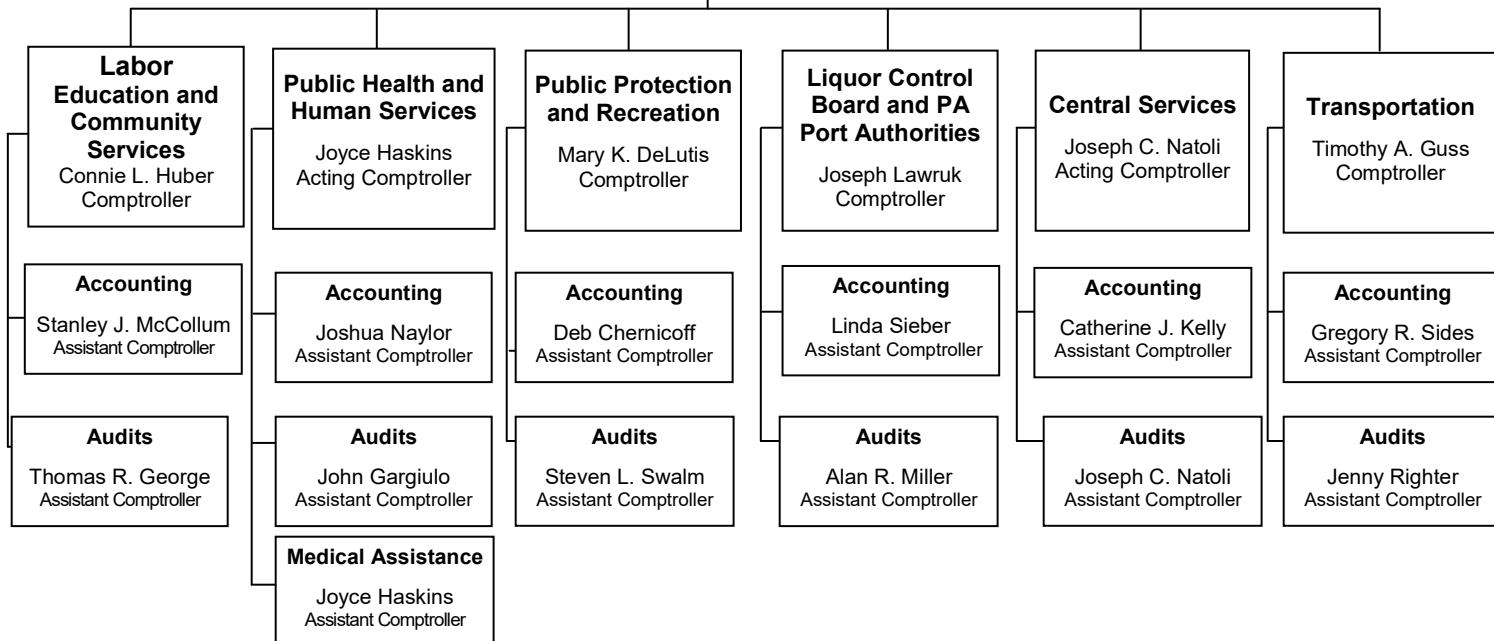 Labor
Education and
Community
Services
Connie L. Huber
Comptroller
Public Health and
Human Services
Joyce Haskins
Acting Comptroller
Public Protection
and Recreation
Mary K. DeLutis
Comptroller
Liquor Control
Board and PA
Port Authorities
Joseph Lawruk
Comptroller
Central Services
Joseph C. Natoli
Acting Comptroller
Transportation
Timothy A. Guss
Comptroller
Accounting
Stanley J. McCollum
Assistant Comptroller
Accounting
Joshua Naylor
Assistant Comptroller
Accounting
Deb Chernicoff
Assistant Comptroller
Accounting
Linda Sieber
Assistant Comptroller
Accounting
Catherine J. Kelly
Assistant Comptroller
Accounting
Gregory R. Sides
Assistant Comptroller
Audits
Thomas R. George
Assistant Comptroller
Audits
John Gargiulo
Assistant Comptroller
Audits
Steven L. Swalm
Assistant Comptroller
Audits
Alan R. Miller
Assistant Comptroller
Audits
Joseph C. Natoli
Assistant Comptroller
Audits
Jenny Righter
Assistant Comptroller
Medical Assistance
Joyce Haskins
Assistant Comptroller